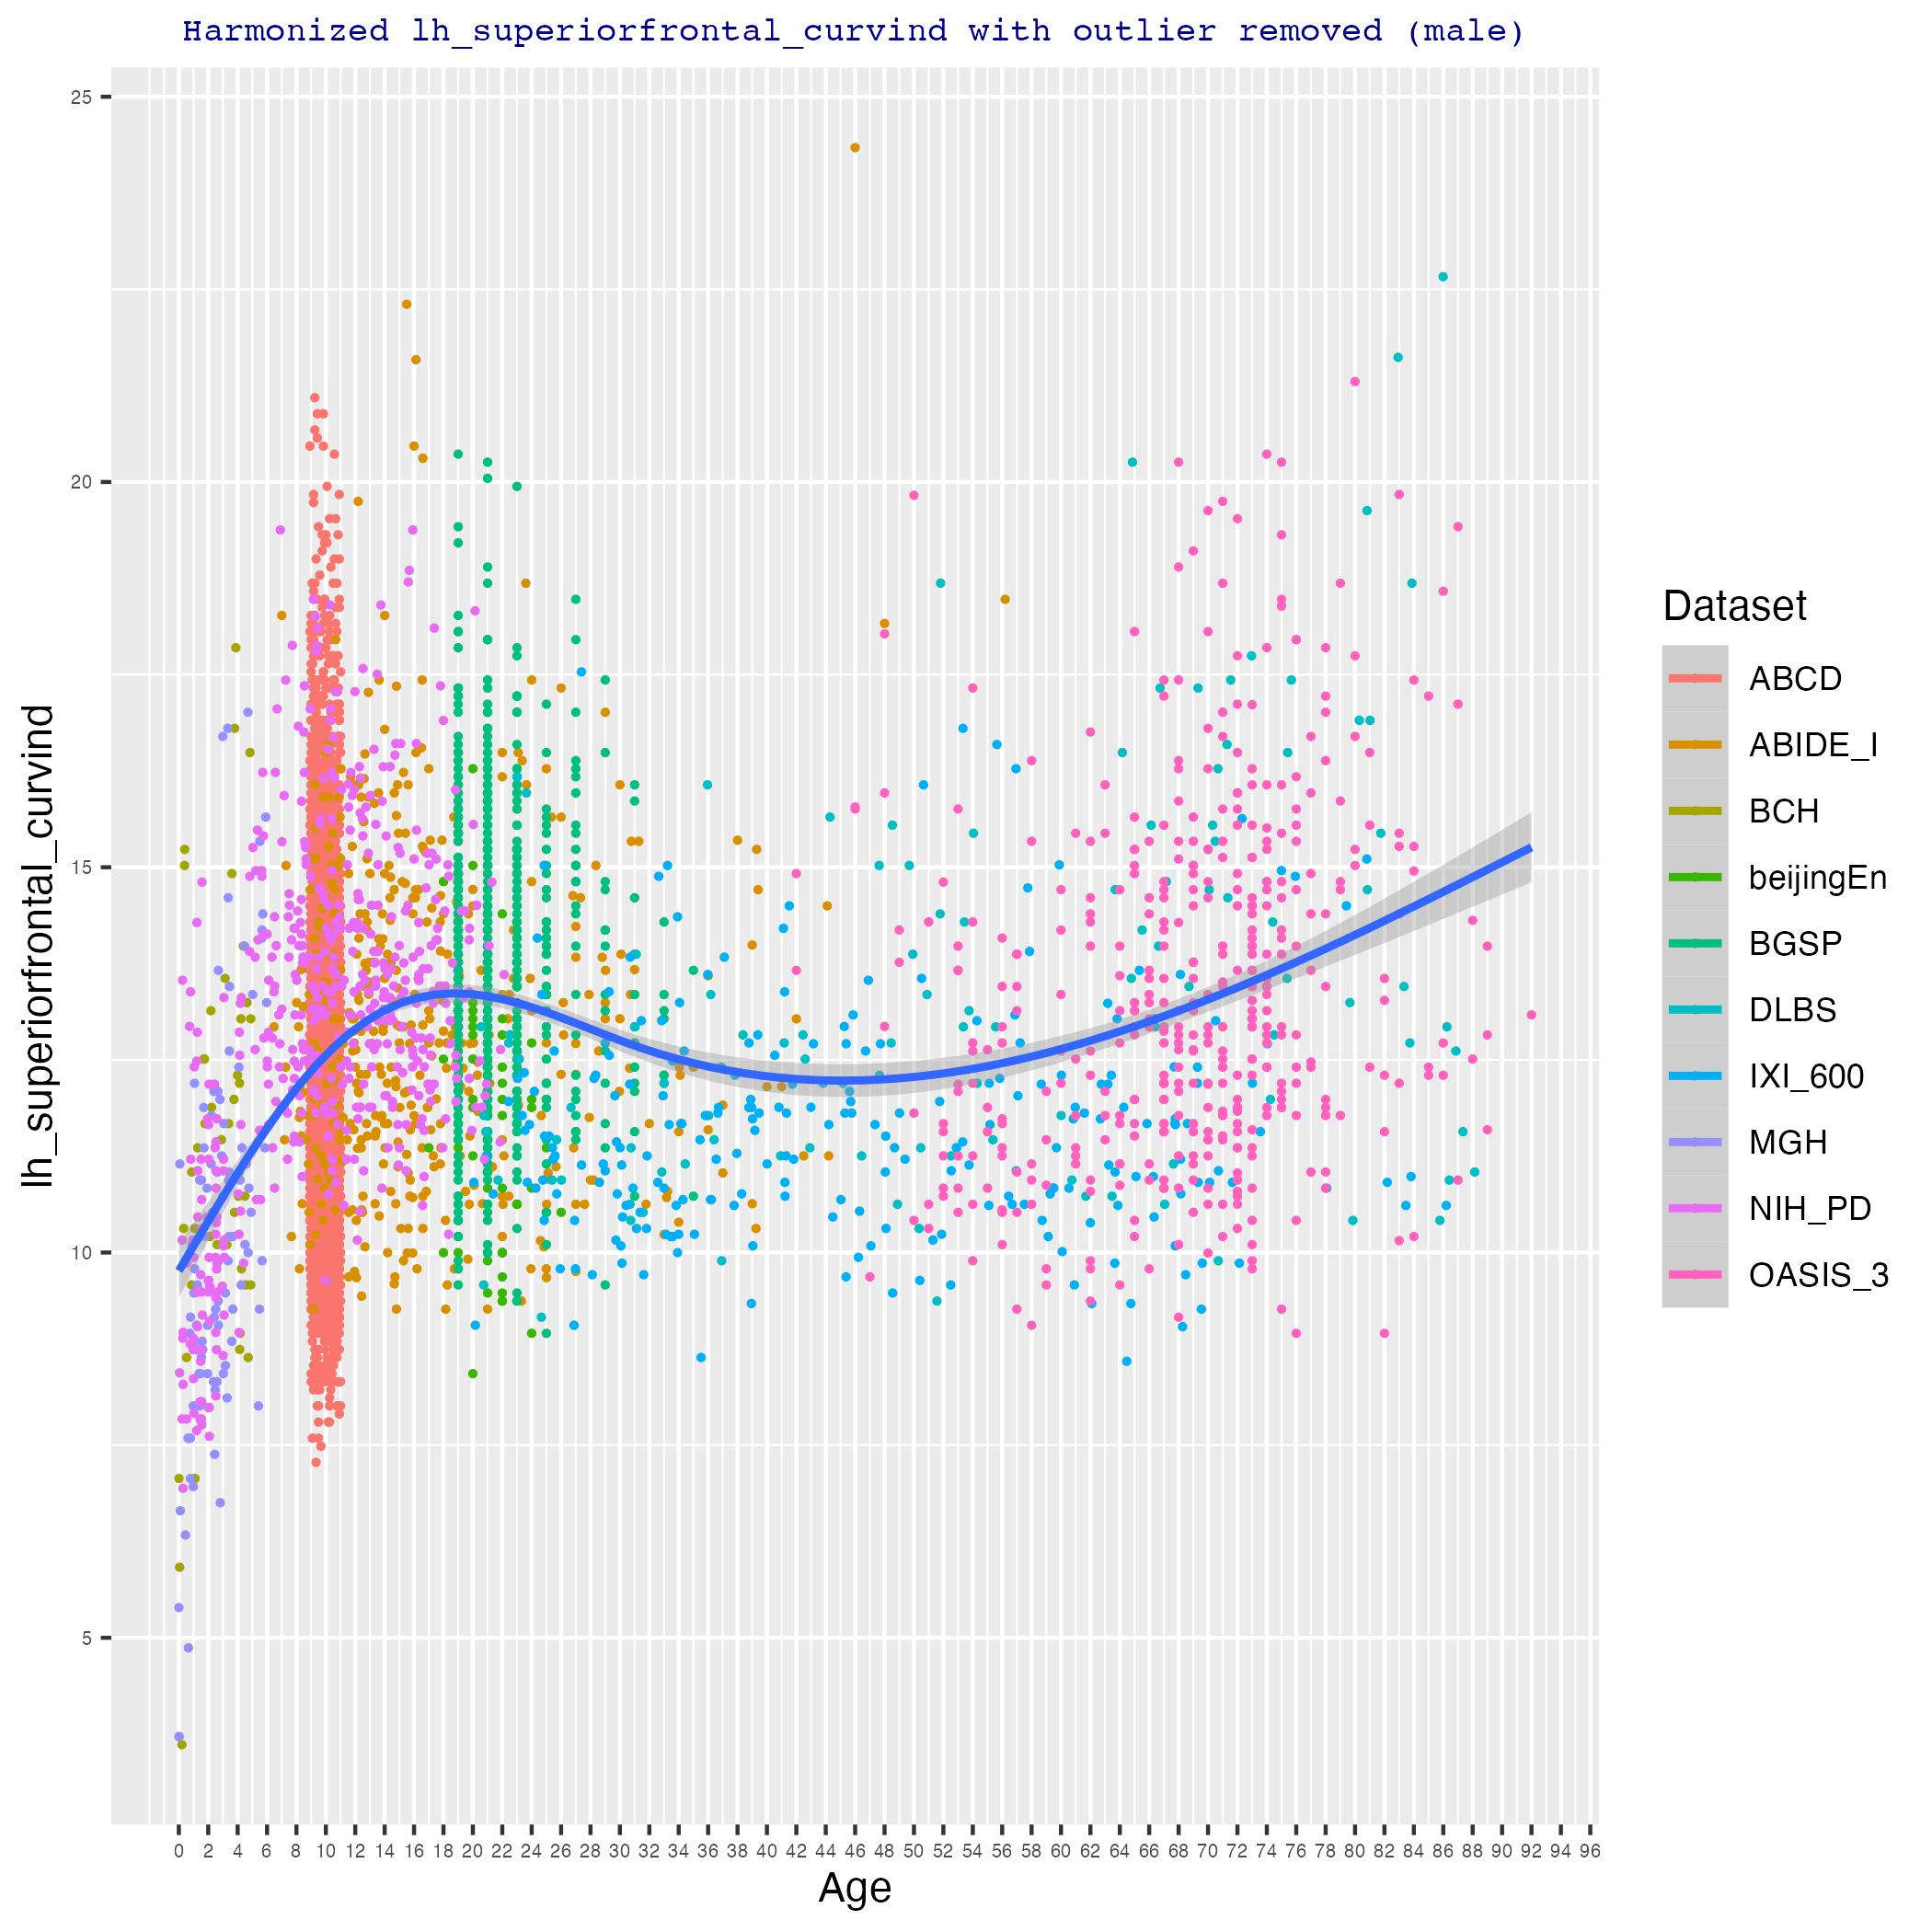 Harmonized lh_superiorfrontal_curvind with outlier removed (male)
25
20
15
10
5
lh_superiorfrontal_curvind
0 2 4 6 8 10 12 14 16 18 20 22 24 26 28 30 32 34 36 38 40 42 44 46 48 50 52 54 56 58 60 62 64 66 68 70 72 74 76 78 80 82 84 86 88 90 92 94 96
Age
Dataset
ABCD
ABIDE_I
BCH
beijingEn
BGSP
DLBS
IXI_600
MGH
NIH_PD
OASIS_3